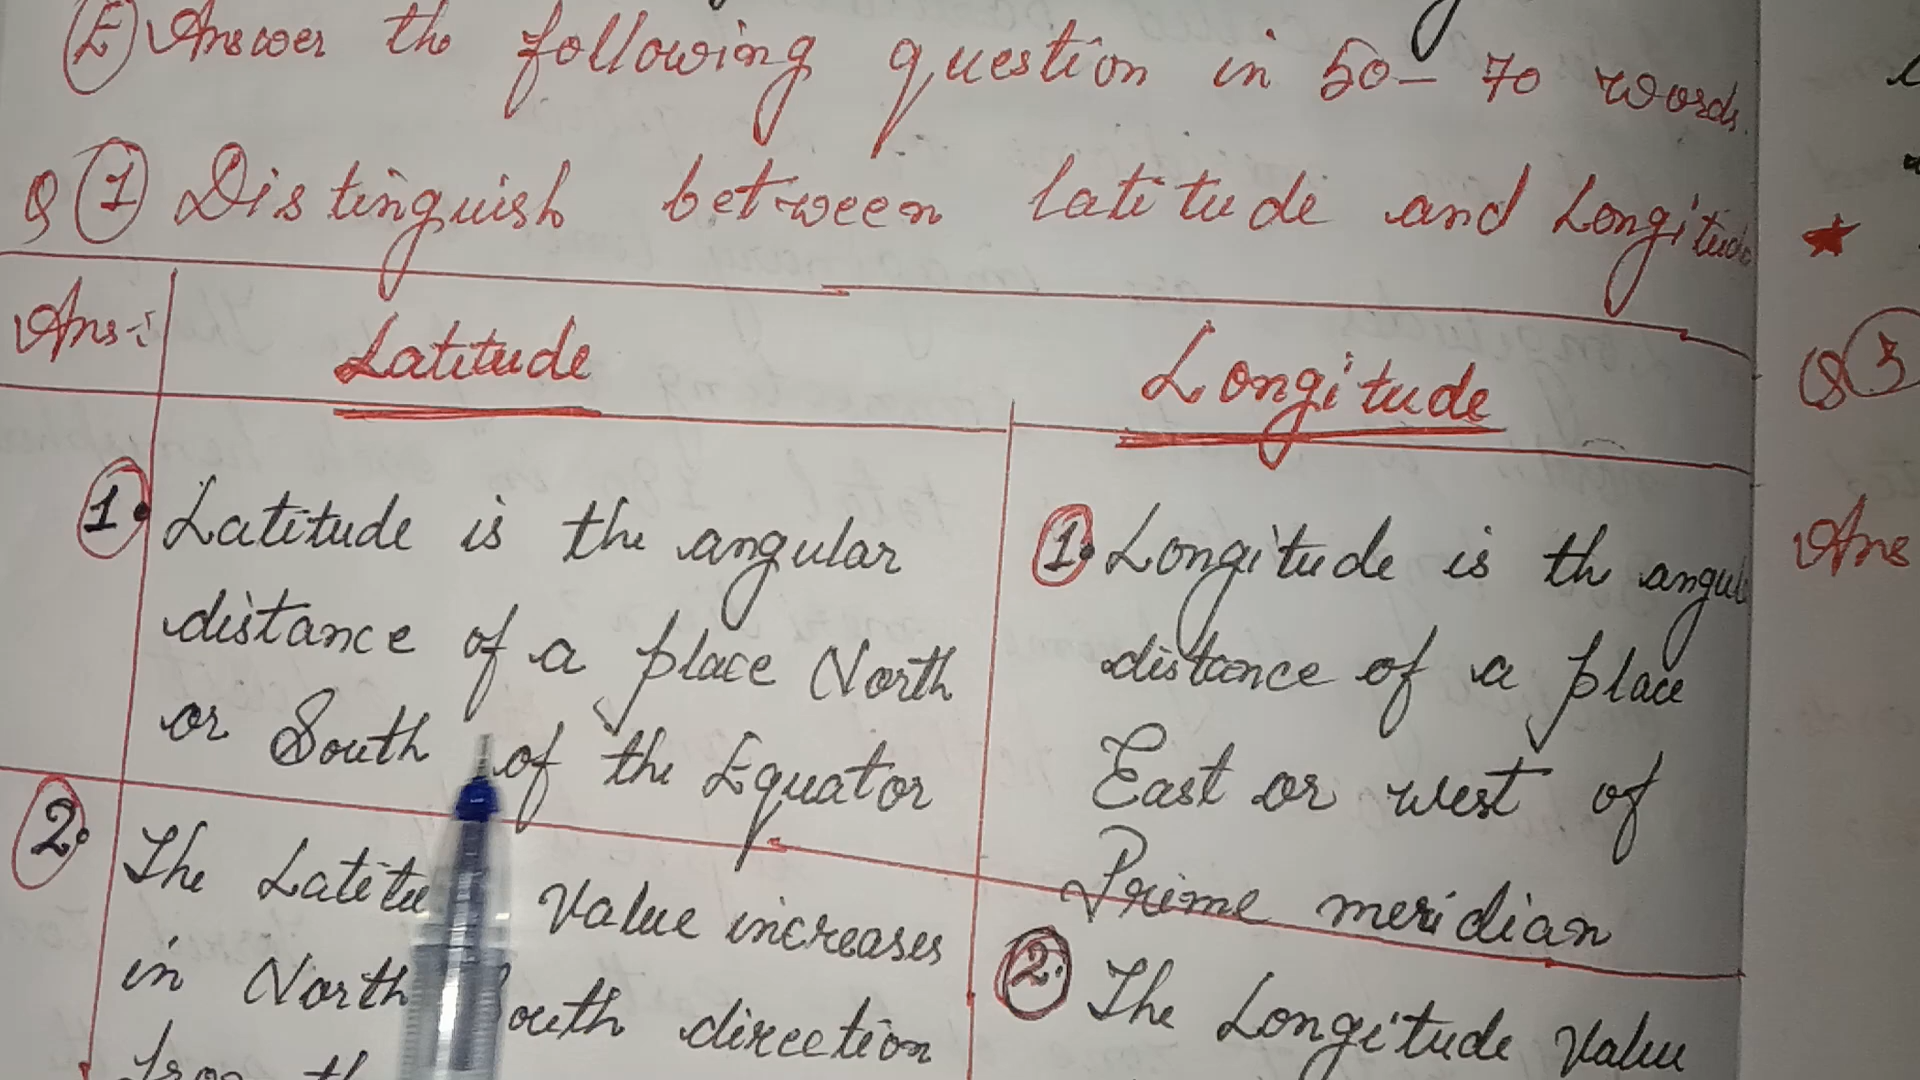 (E) Answer the following question in 50-70 words.
Q (1) Distinguish between latitude and Longitude
Ans:-
Latitude
Longitude
1. Latitude is the angular
distance of a place North
or South of the Equator
1. Longitude is the angul
distance of a place
East or west of
Prime meridian
2. The Latitu Value increases
in North outh direction
2. The Longitude Value
Q (3)
Ans